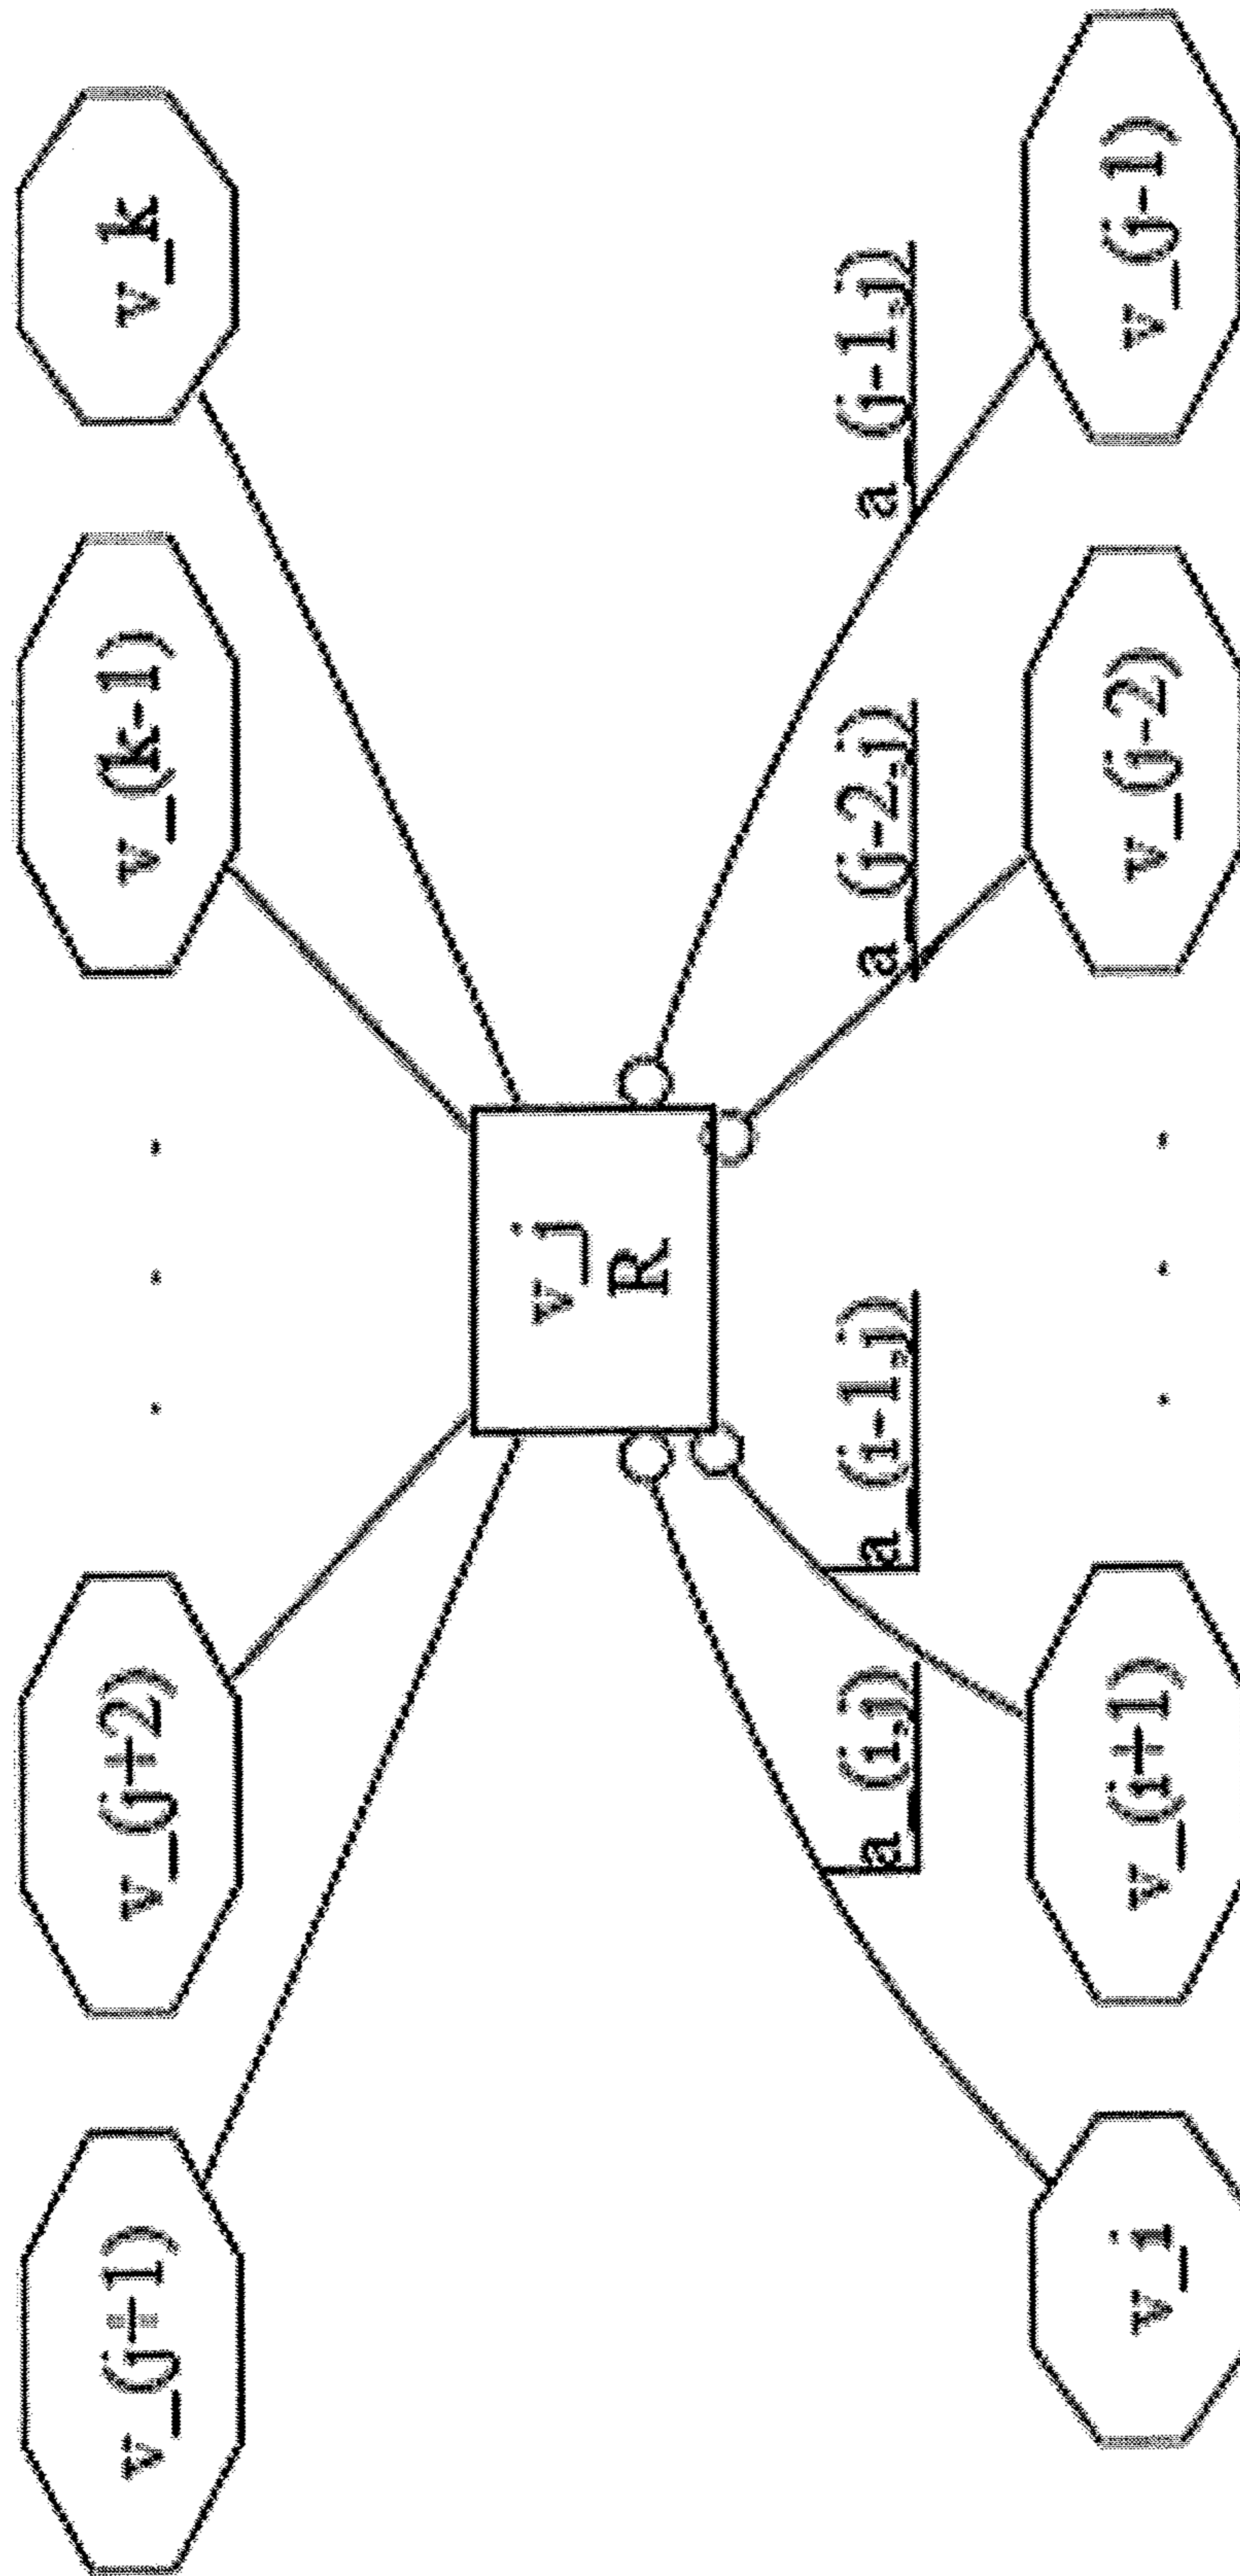 v_(j+1)
v_(j+2)
. . .
v_(k-1)
v_k
v_j
R
a_(i,j)
a_(i-1,j)
a_(j-2,j)
a_(j-1,j)
v_i
v_(i+1)
. . .
v_(j-2)
v_(j-1)